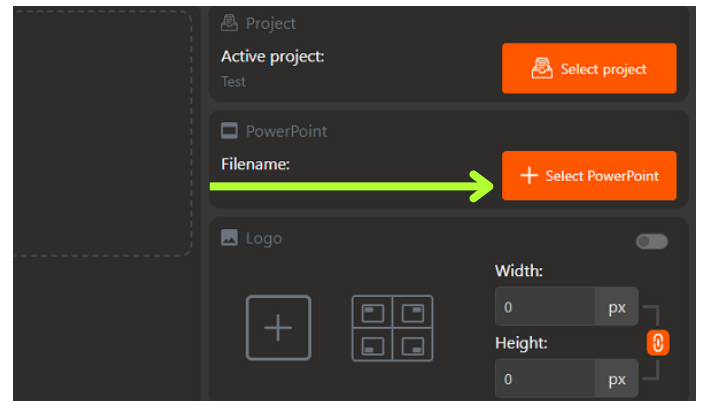 Project
Active project:
Test
Select project
PowerPoint
Filename:
Select PowerPoint
Logo
Width:
0 px
Height:
0 px